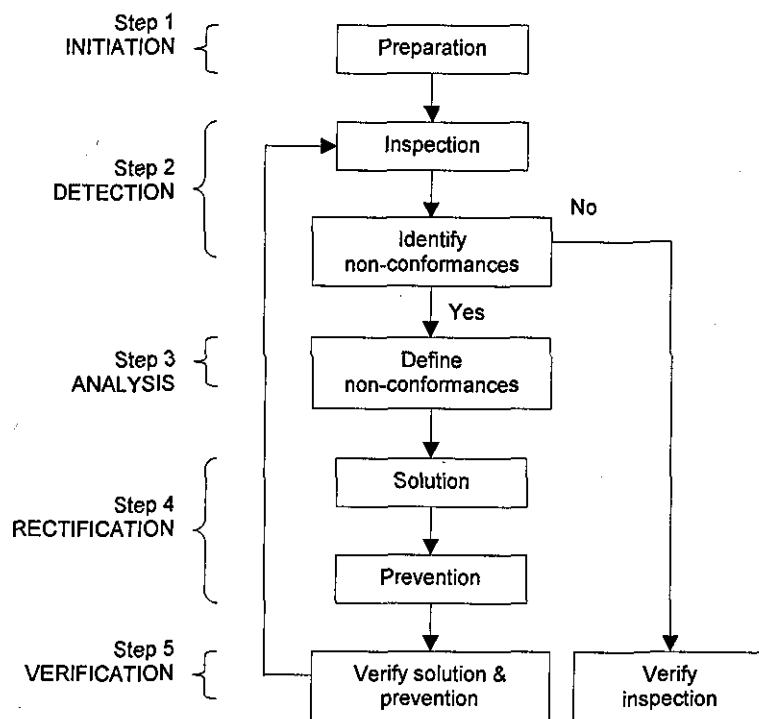 Step 1
INITIATION
Preparation
Step 2
DETECTION
Inspection
Identify
non-conformances
No
Yes
Step 3
ANALYSIS
Define
non-conformances
Step 4
RECTIFICATION
Solution
Prevention
Step 5
VERIFICATION
Verify solution &
prevention
Verify
inspection